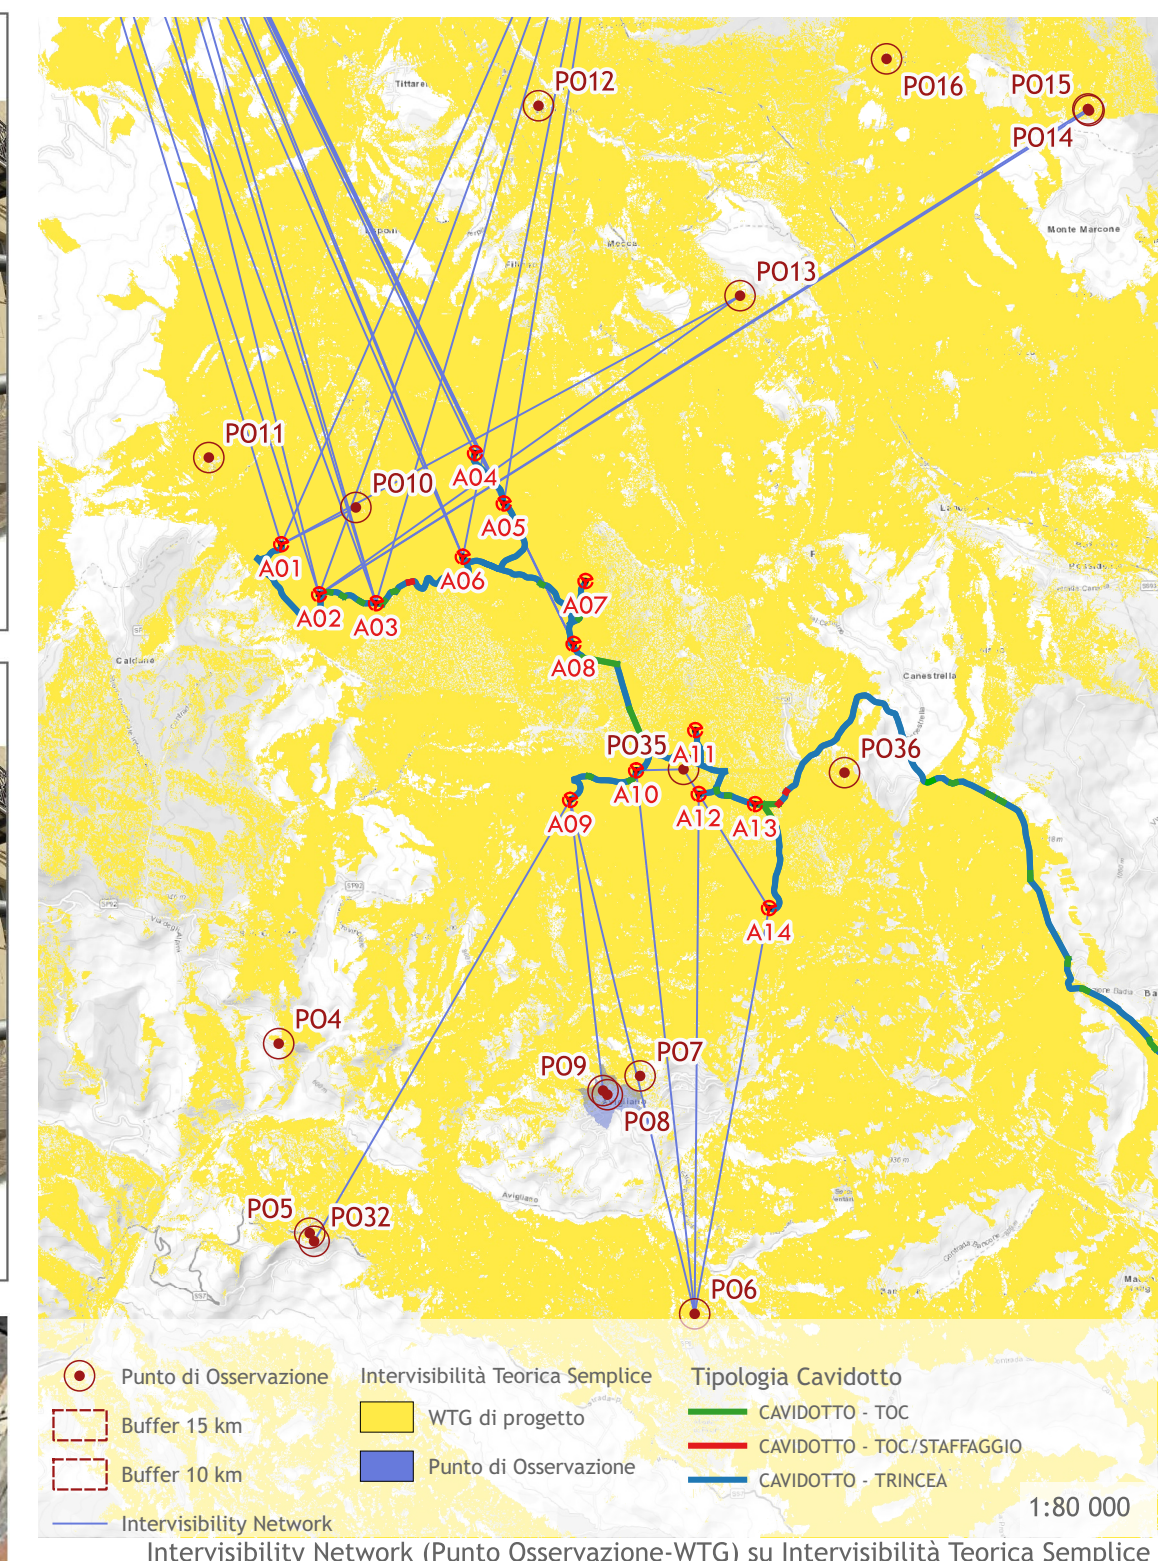 PO12
PO16
PO15
Tittarel
PO14
Monte Marcone
Mecca
PO13
PO11
PO10
A04
A05
A01
A06
A02
A03
A07
A08
Canestrella
PO35
A11
PO36
A10
A09
A12
A13
SP92
SP92
A14
PO4
PO9
PO7
PO8
Avigliano
PO5
PO32
PO6
Punto di Osservazione
Buffer 15 km
Buffer 10 km
Intervisibility Network
Intervisibilità Teorica Semplice
WTG di progetto
Punto di Osservazione
Tipologia Cavidotto
CAVIDOTTO - TOC
CAVIDOTTO - TOC/STAFFAGGIO
CAVIDOTTO - TRINCEA
1:80 000
Intervisibility Network (Punto Osservazione-WTG) su Intervisibilità Teorica Semplice